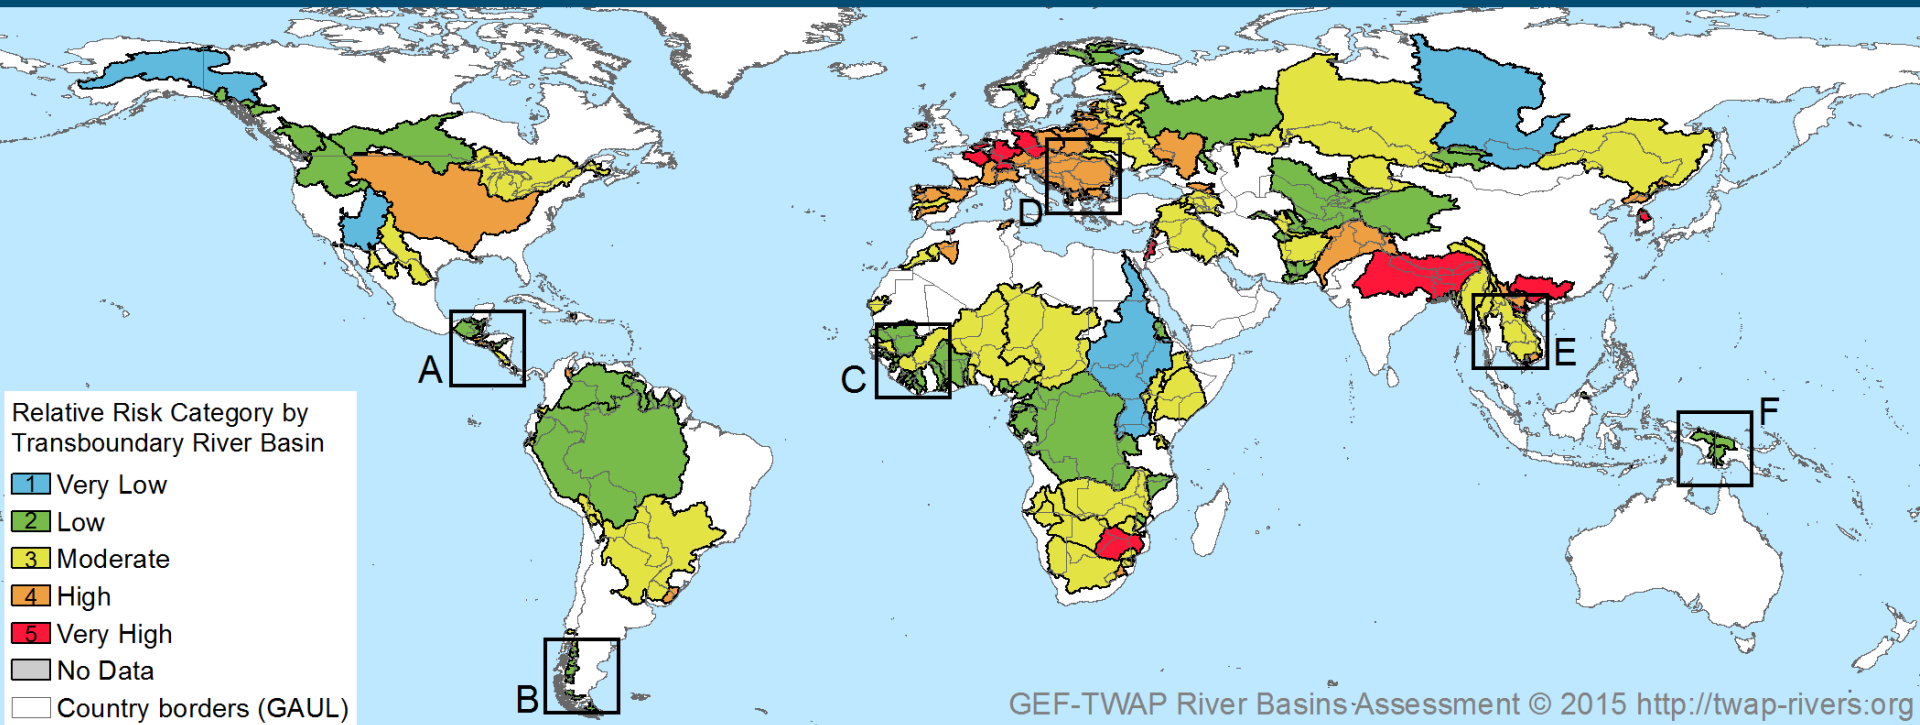 A
B
C
D
E
F
Relative Risk Category by
Transboundary River Basin
1 Very Low
2 Low
3 Moderate
4 High
5 Very High
No Data
Country borders (GAUL)
GEF-TWAP River Basins Assessment © 2015 http://twap-rivers.org